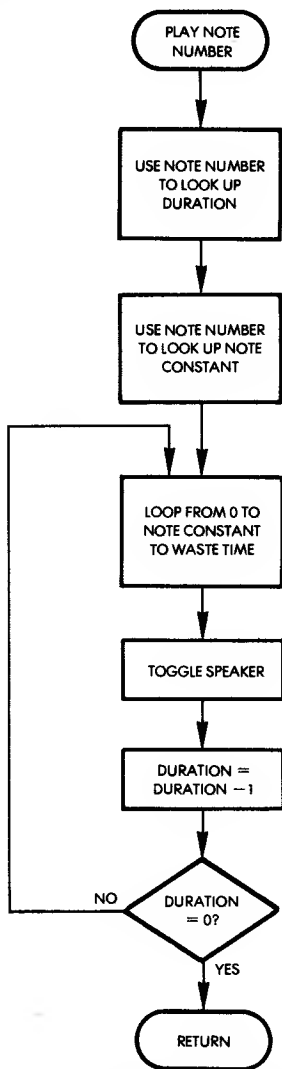 PLAY NOTE
NUMBER
USE NOTE NUMBER
TO LOOK UP
DURATION
USE NOTE NUMBER
TO LOOK UP NOTE
CONSTANT
LOOP FROM 0 TO
NOTE CONSTANT
TO WASTE TIME
TOGGLE SPEAKER
DURATION =
DURATION −1
NO
DURATION
= 0?
YES
RETURN